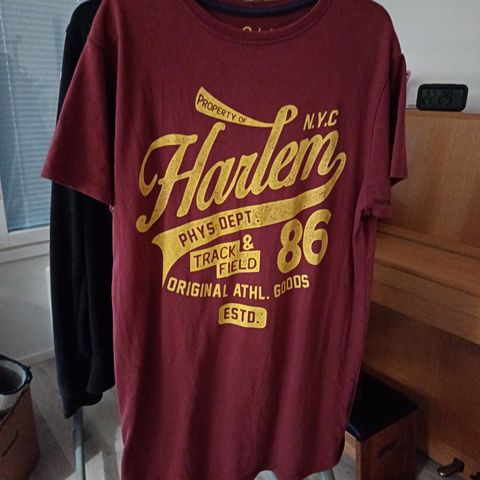 PROPERTY OF
N.Y.C
Harlem
PHYS. DEPT.
TRACK & FIELD
86
ORIGINAL ATHL. GOODS
ESTD.